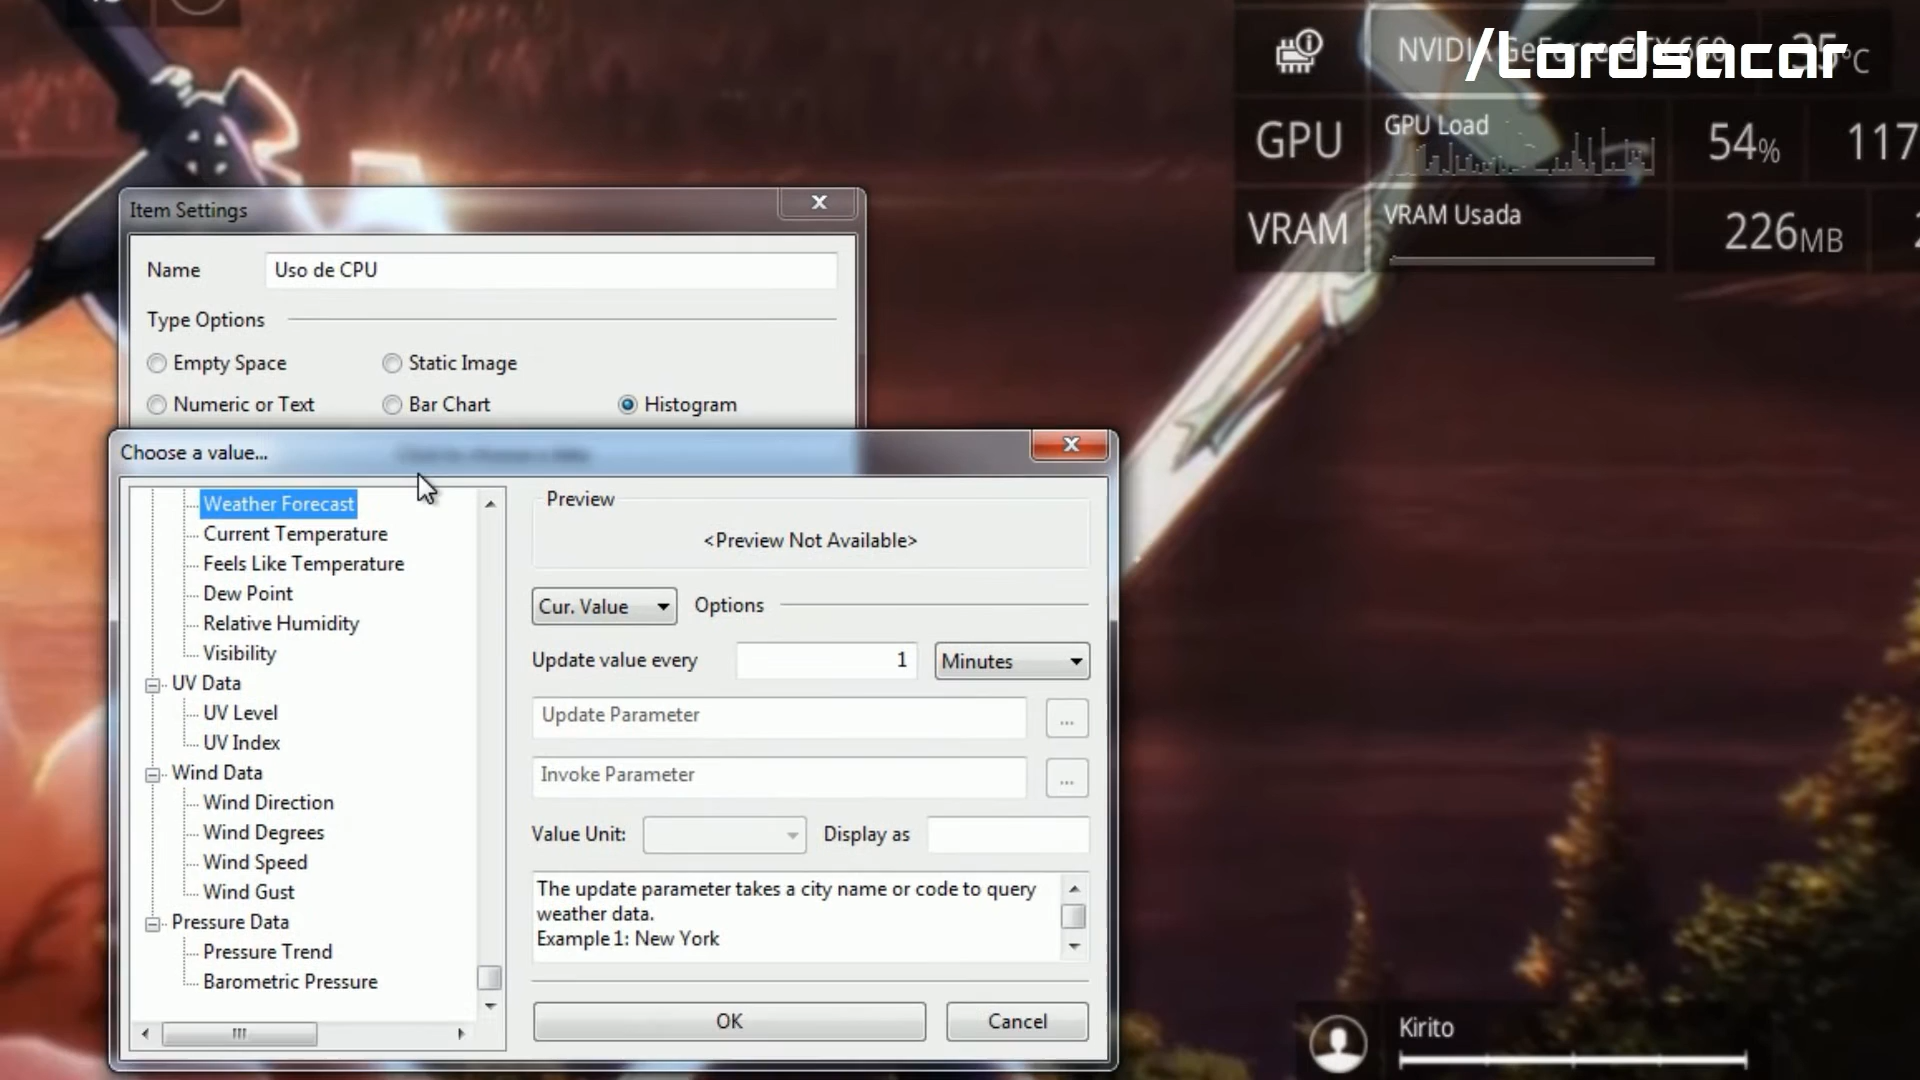 /Lordsacar
NVIDIA GeForce GTX 660 35°C
GPU GPU Load 54% 117
VRAM VRAM Usada 226MB
Item Settings
Name Uso de CPU
Type Options
Empty Space Static Image
Numeric or Text Bar Chart Histogram
Choose a value...
Weather Forecast
Current Temperature
Feels Like Temperature
Dew Point
Relative Humidity
Visibility
UV Data
UV Level
UV Index
Wind Data
Wind Direction
Wind Degrees
Wind Speed
Wind Gust
Pressure Data
Pressure Trend
Barometric Pressure
Preview
<Preview Not Available>
Cur. Value Options
Update value every 1 Minutes
Update Parameter ...
Invoke Parameter ...
Value Unit: Display as
The update parameter takes a city name or code to query
weather data.
Example 1: New York
OK Cancel
Kirito